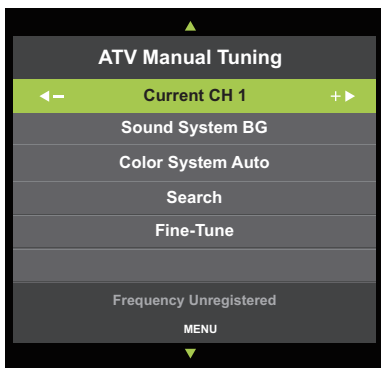 ATV Manual Tuning
Current CH 1 +
Sound System BG
Color System Auto
Search
Fine-Tune
Frequency Unregistered
MENU